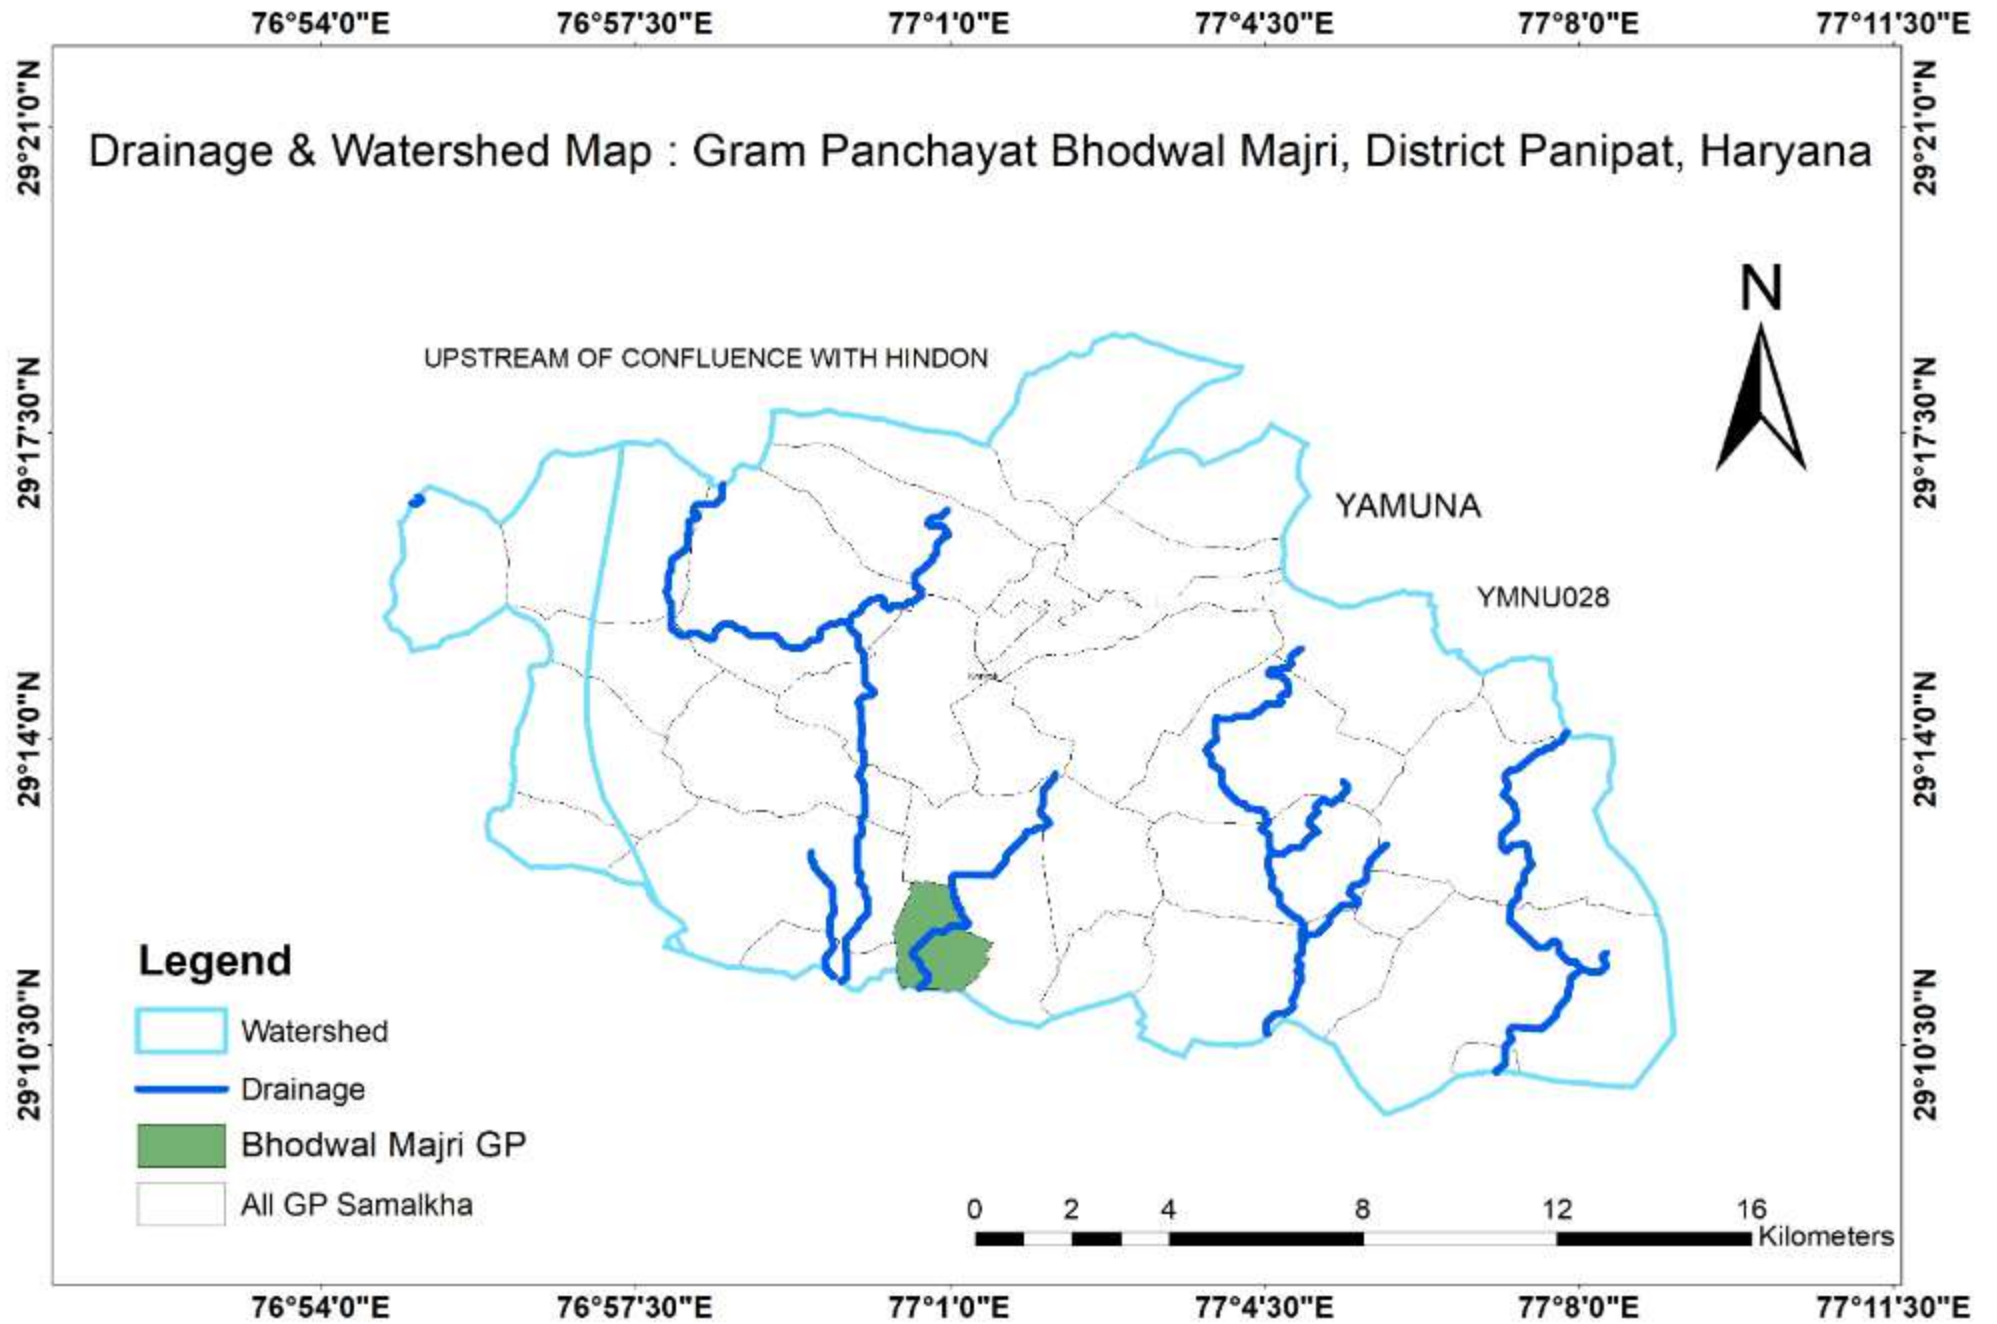 76°54'0"E 76°57'30"E 77°1'0"E 77°4'30"E 77°8'0"E 77°11'30"E
29°21'0"N 29°21'0"N
Drainage & Watershed Map : Gram Panchayat Bhodwal Majri, District Panipat, Haryana
N
UPSTREAM OF CONFLUENCE WITH HINDON
29°17'30"N 29°17'30"N
YAMUNA
YMNU028
29°14'0"N 29°14'0"N
Legend
29°10'30"N 29°10'30"N
Watershed
Drainage
Bhodwal Majri GP
All GP Samalkha
0 2 4 8 12 16
Kilometers
76°54'0"E 76°57'30"E 77°1'0"E 77°4'30"E 77°8'0"E 77°11'30"E